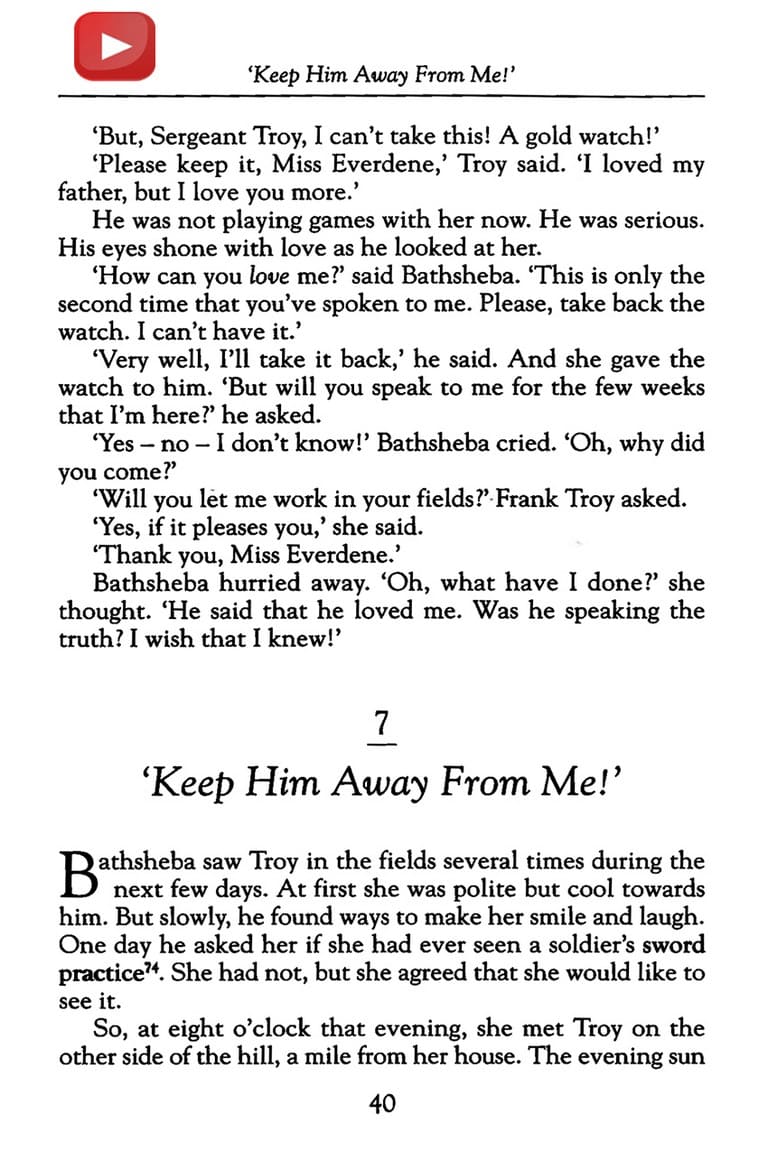 ‘Keep Him Away From Me!’
‘But, Sergeant Troy, I can’t take this! A gold watch!’
‘Please keep it, Miss Everdene,’ Troy said. ‘I loved my
father, but I love you more.’
He was not playing games with her now. He was serious.
His eyes shone with love as he looked at her.
‘How can you love me?’ said Bathsheba. ‘This is only the
second time that you’ve spoken to me. Please, take back the
watch. I can’t have it.’
‘Very well, I’ll take it back,’ he said. And she gave the
watch to him. ‘But will you speak to me for the few weeks
that I’m here?’ he asked.
‘Yes – no – I don’t know!’ Bathsheba cried. ‘Oh, why did
you come?’
‘Will you let me work in your fields?’ Frank Troy asked.
‘Yes, if it pleases you,’ she said.
‘Thank you, Miss Everdene.’
Bathsheba hurried away. ‘Oh, what have I done?’ she
thought. ‘He said that he loved me. Was he speaking the
truth? I wish that I knew!’
7
‘Keep Him Away From Me!’
Bathsheba saw Troy in the fields several times during the
next few days. At first she was polite but cool towards
him. But slowly, he found ways to make her smile and laugh.
One day he asked her if she had ever seen a soldier’s sword
practice⁷⁴. She had not, but she agreed that she would like to
see it.
So, at eight o’clock that evening, she met Troy on the
other side of the hill, a mile from her house. The evening sun
40